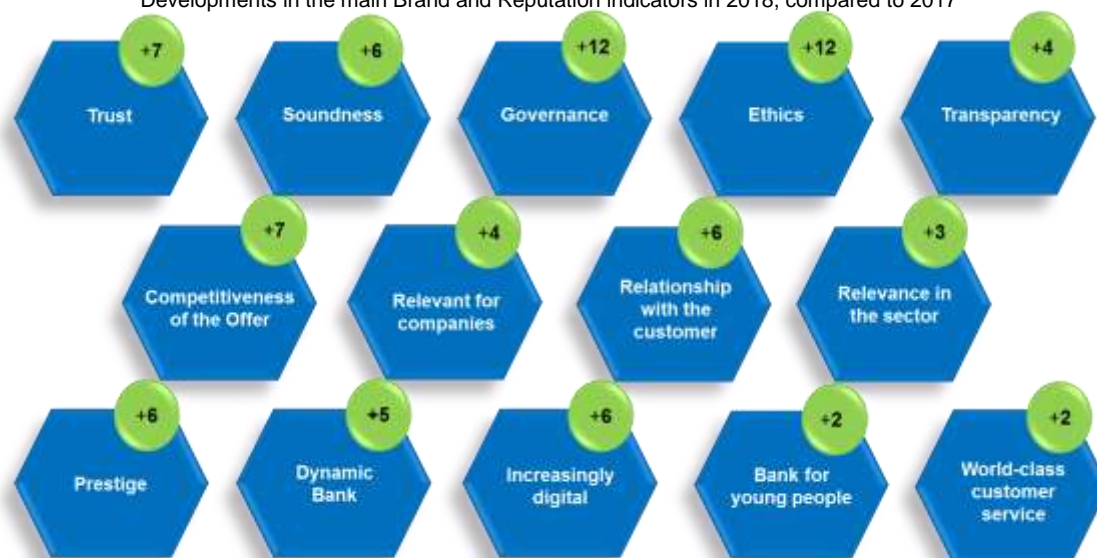 Developments in the main Brand and Reputation indicators in 2018, compared to 2017
+7
Trust
+6
Soundness
+12
Governance
+12
Ethics
+4
Transparency
+7
Competitiveness
of the Offer
+4
Relevant for
companies
+6
Relationship
with the
customer
+3
Relevance in
the sector
+6
Prestige
+5
Dynamic
Bank
+6
Increasingly
digital
+2
Bank for
young people
+2
World-class
customer
service